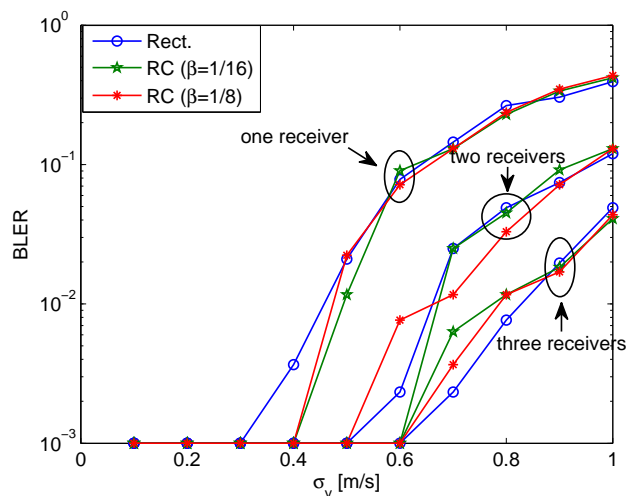 10^0
Rect.
RC (β=1/16)
RC (β=1/8)
one receiver
two receivers
10^-1
BLER
10^-2
three receivers
10^-3
0 0.2 0.4 0.6 0.8 1
σ_v [m/s]